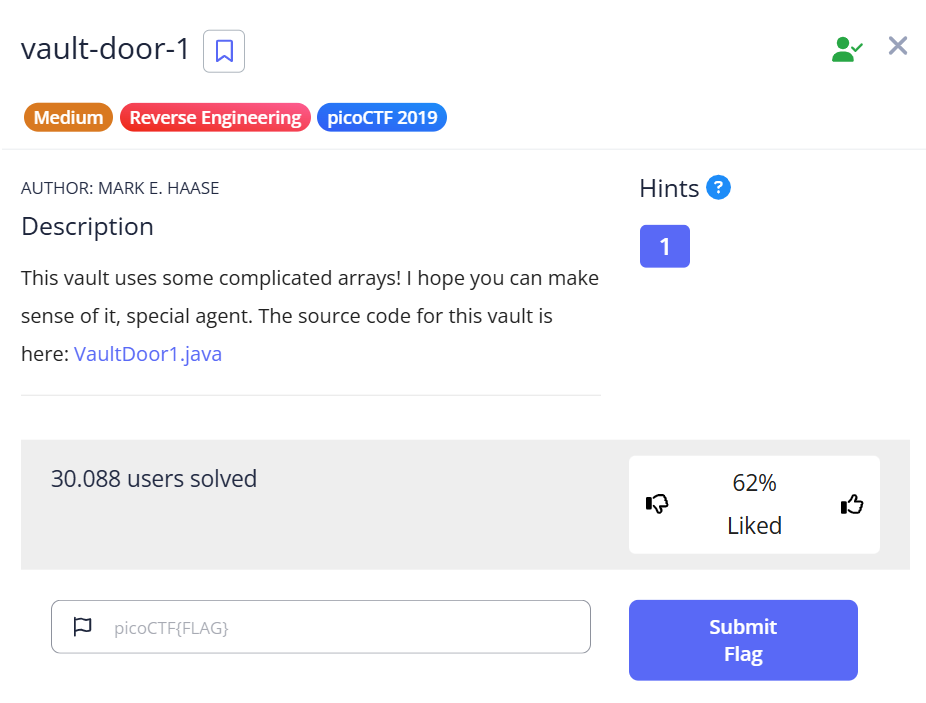 vault-door-1
Medium Reverse Engineering picoCTF 2019
AUTHOR: MARK E. HAASE
Description
This vault uses some complicated arrays! I hope you can make
sense of it, special agent. The source code for this vault is
here: VaultDoor1.java
Hints ?
1
30.088 users solved
62%
Liked
picoCTF{FLAG}
Submit
Flag